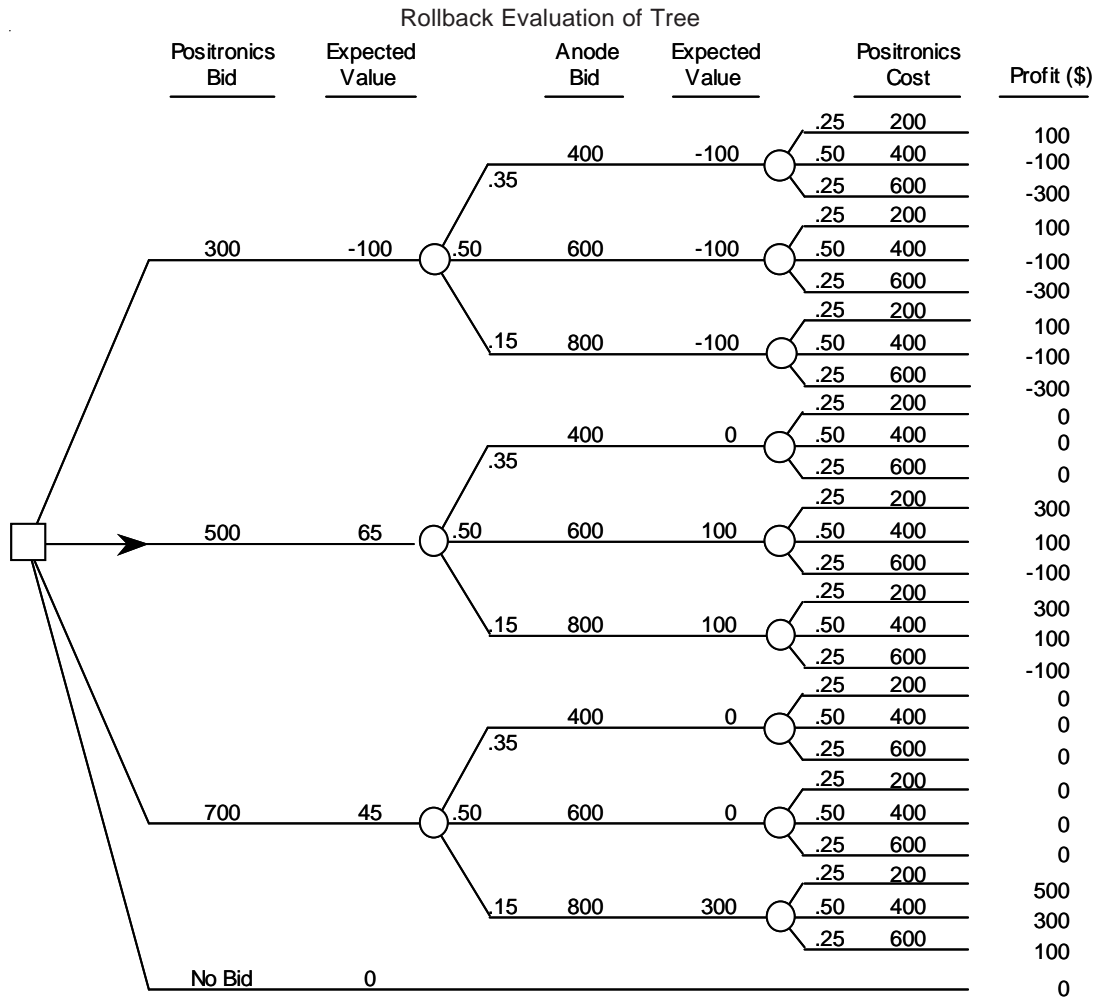 Rollback Evaluation of Tree
Positronics Bid Expected Value Anode Bid Expected Value Positronics Cost Profit ($)
.25 200 100
.35 400 -100 .50 400 -100
.25 600 -300
.25 200 100
300 -100 .50 600 -100 .50 400 -100
.25 600 -300
.25 200 100
.15 800 -100 .50 400 -100
.25 600 -300
.25 200 0
.35 400 0 .50 400 0
.25 600 0
.25 200 300
500 65 .50 600 100 .50 400 100
.25 600 -100
.25 200 300
.15 800 100 .50 400 100
.25 600 -100
.25 200 0
.35 400 0 .50 400 0
.25 600 0
.25 200 0
700 45 .50 600 0 .50 400 0
.25 600 0
.25 200 500
.15 800 300 .50 400 300
.25 600 100
No Bid 0 0